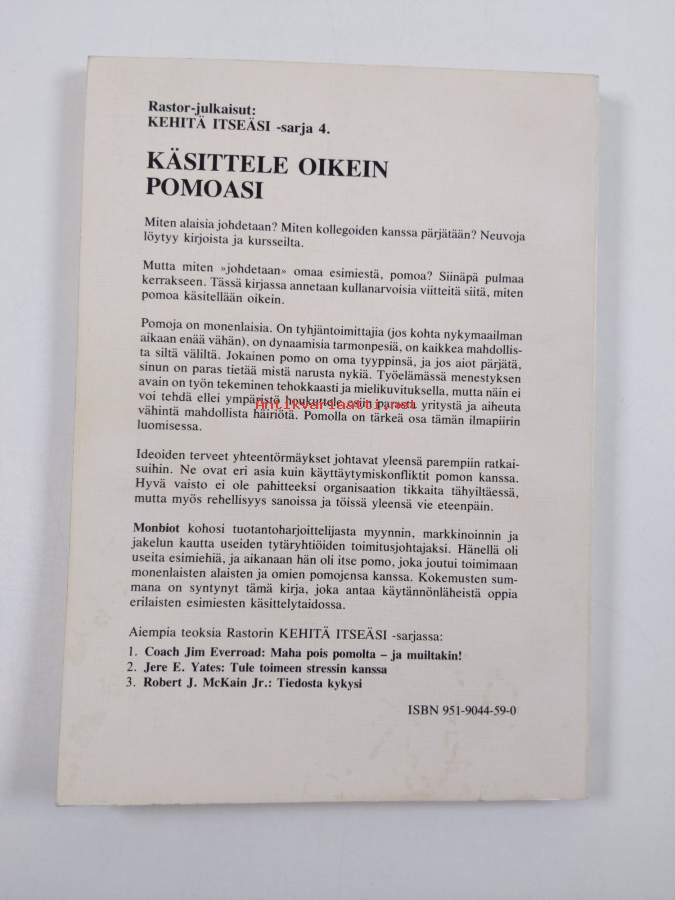 Rastor-julkaisut:
KEHITÄ ITSEÄSI -sarja 4.
KÄSITTELE OIKEIN
POMOASI
Miten alaisia johdetaan? Miten kollegoiden kanssa pärjätään? Neuvoja
löytyy kirjoista ja kursseilta.
Mutta miten »johdetaan» omaa esimiestä, pomoa? Siinäpä pulmaa
kerrakseen. Tässä kirjassa annetaan kullanarvoisia viitteitä siitä, miten
pomoa käsitellään oikein.
Pomoja on monenlaisia. On tyhjäntoimittajia (jos kohta nykymaailman
aikaan enää vähän), on dynaamisia tarmonpesiä, on kaikkea mahdollis-
ta siltä väliltä. Jokainen pomo on oma tyyppinsä, ja jos aiot pärjätä,
sinun on paras tietää mistä narusta nykiä. Työelämässä menestyksen
avain on työn tekeminen tehokkaasti ja mielikuvituksella, mutta näin ei
voi tehdä ellei ympäristö houkuttele esiin parasta yritystä ja aiheuta
Antikvariaatti.net
vähintä mahdollista häiriötä. Pomolla on tärkeä osa tämän ilmapiirin
luomisessa.
Ideoiden terveet yhteentörmäykset johtavat yleensä parempiin ratkai-
suihin. Ne ovat eri asia kuin käyttäytymiskonfliktit pomon kanssa.
Hyvä vaisto ei ole pahitteeksi organisaation tikkaita tähyiltäessä,
mutta myös rehellisyys sanoissa ja töissä yleensä vie eteenpäin.
Monbiot kohosi tuotantoharjoittelijasta myynnin, markkinoinnin ja
jakelun kautta useiden tytäryhtiöiden toimitusjohtajaksi. Hänellä oli
useita esimiehiä, ja aikanaan hän oli itse pomo, joka joutui toimimaan
monenlaisten alaisten ja omien pomojensa kanssa. Kokemusten sum-
mana on syntynyt tämä kirja, joka antaa käytännönläheistä oppia
erilaisten esimiesten käsittelytaidossa.
Aiempia teoksia Rastorin KEHITÄ ITSEÄSI -sarjassa:
1. Coach Jim Everroad: Maha pois pomolta – ja muiltakin!
2. Jere E. Yates: Tule toimeen stressin kanssa
3. Robert J. McKain Jr.: Tiedosta kykysi
ISBN 951-9044-59-0